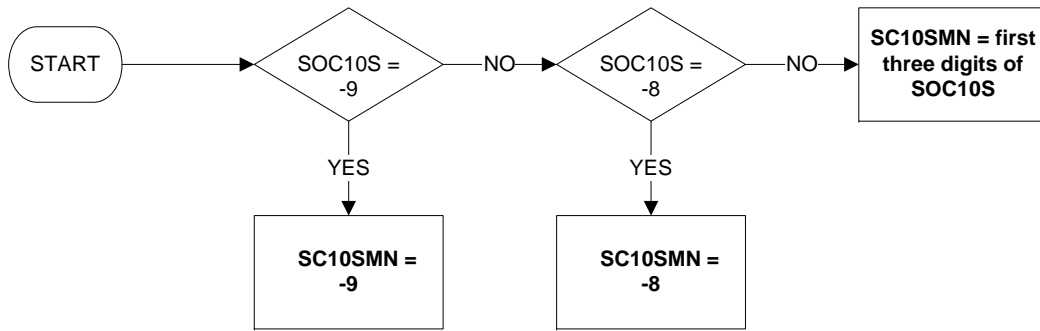 START
SOC10S =
-9
NO
SOC10S =
-8
NO
SC10SMN = first
three digits of
SOC10S
YES
YES
SC10SMN =
-9
SC10SMN =
-8